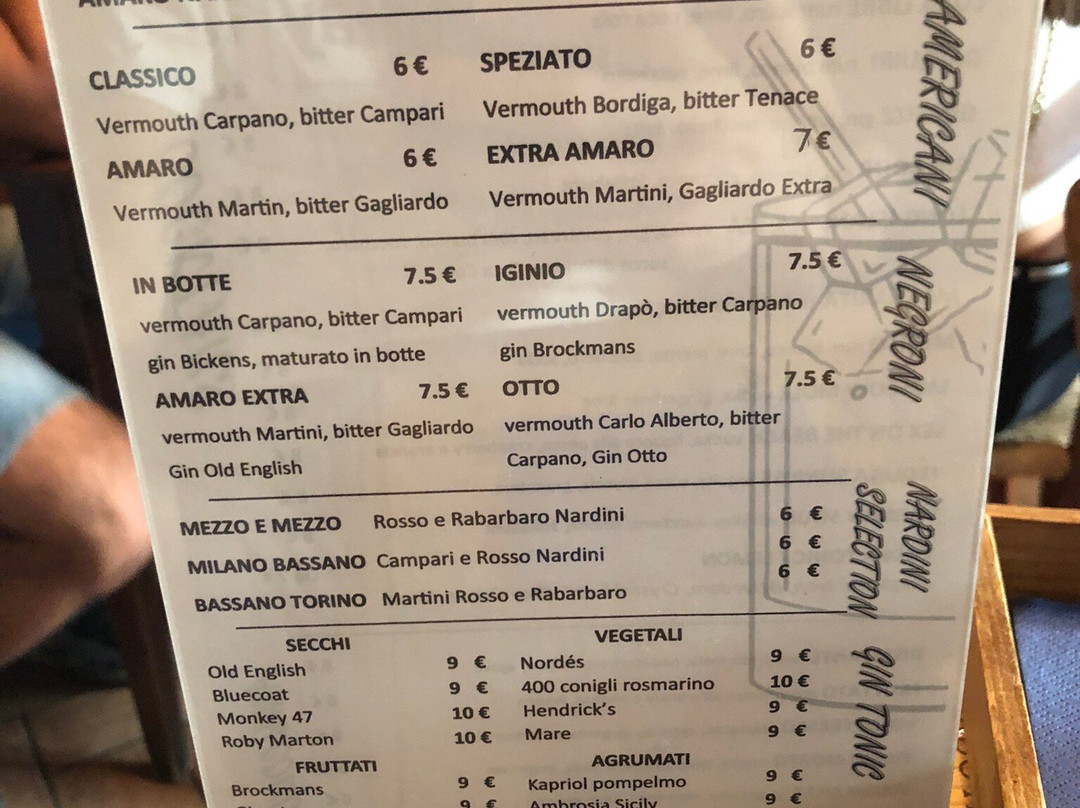 CLASSICO 6 € SPEZIATO 6 €
Vermouth Carpano, bitter Campari Vermouth Bordiga, bitter Tenace
AMARO 6 € EXTRA AMARO 7 €
Vermouth Martin, bitter Gagliardo Vermouth Martini, Gagliardo Extra
AMERICANI
IN BOTTE 7.5 € IGINIO 7.5 €
vermouth Carpano, bitter Campari vermouth Drapò, bitter Carpano
gin Bickens, maturato in botte gin Brockmans
AMARO EXTRA 7.5 € OTTO 7.5 €
vermouth Martini, bitter Gagliardo vermouth Carlo Alberto, bitter
Gin Old English Carpano, Gin Otto
NEGRONI
MEZZO E MEZZO Rosso e Rabarbaro Nardini 6 €
MILANO BASSANO Campari e Rosso Nardini 6 €
BASSANO TORINO Martini Rosso e Rabarbaro 6 €
NARDINI
SELECTION
SECCHI VEGETALI
Old English 9 € Nordés 9 €
Bluecoat 9 € 400 conigli rosmarino 10 €
Monkey 47 10 € Hendrick's 9 €
Roby Marton 10 € Mare 9 €
FRUTTATI AGRUMATI
Brockmans 9 € Kapriol pompelmo 9 €
9 € Ambrosia Sicily 9 €
GIN TONIC